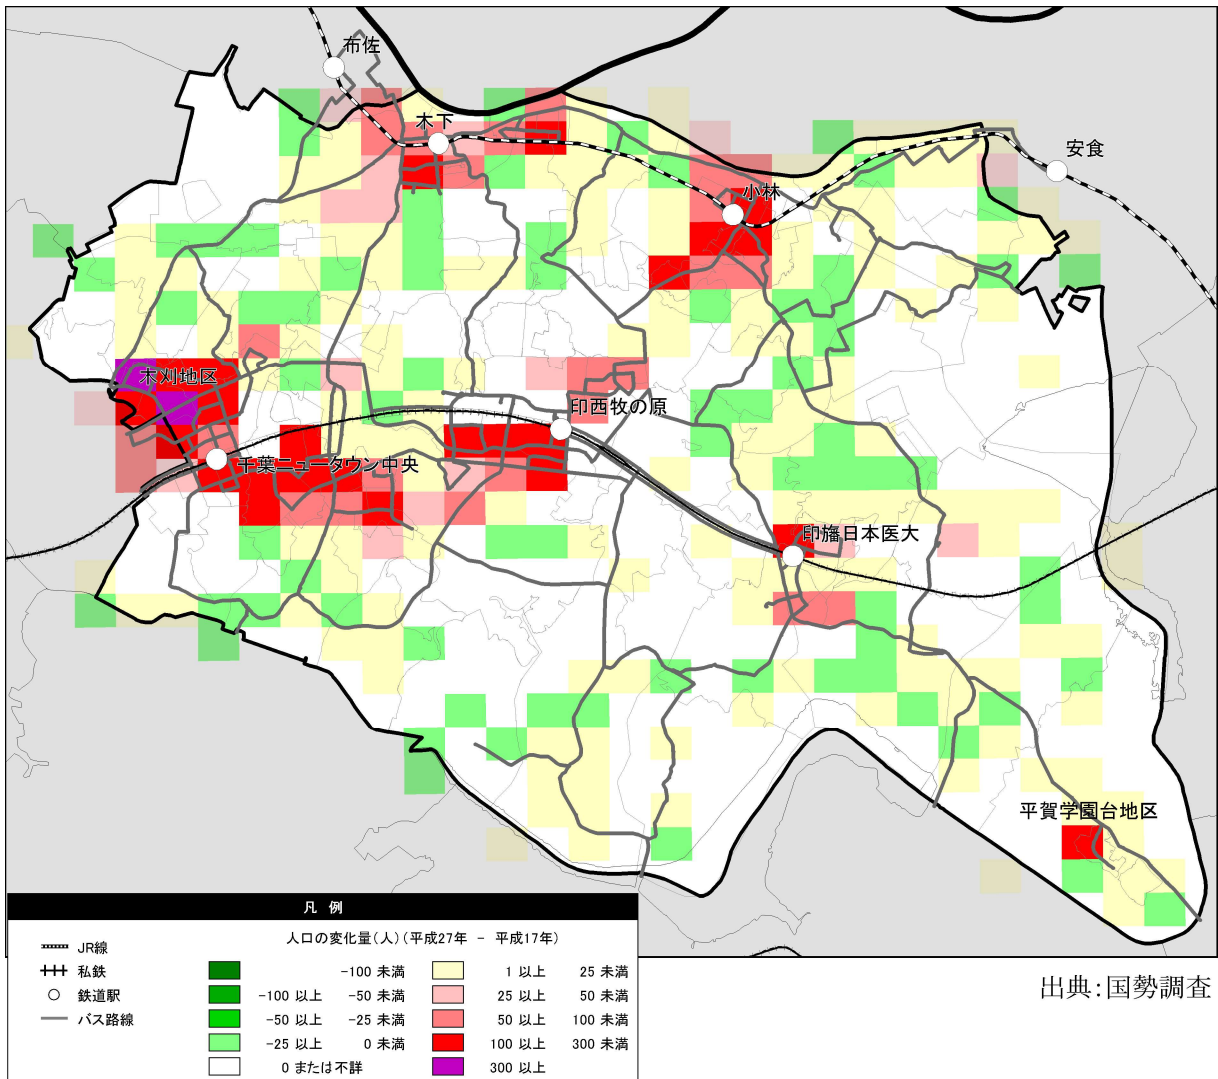 布佐
木下
安食
小林
木刈地区
印西牧の原
千葉ニュータウン中央
印旛日本医大
平賀学園台地区
凡 例
人口の変化量(人)(平成27年 － 平成17年)
JR線
私鉄
鉄道駅
バス路線
-100 未満
-100 以上 -50 未満
-50 以上 -25 未満
-25 以上 0 未満
0 または不詳
1 以上 25 未満
25 以上 50 未満
50 以上 100 未満
100 以上 300 未満
300 以上
出典：国勢調査